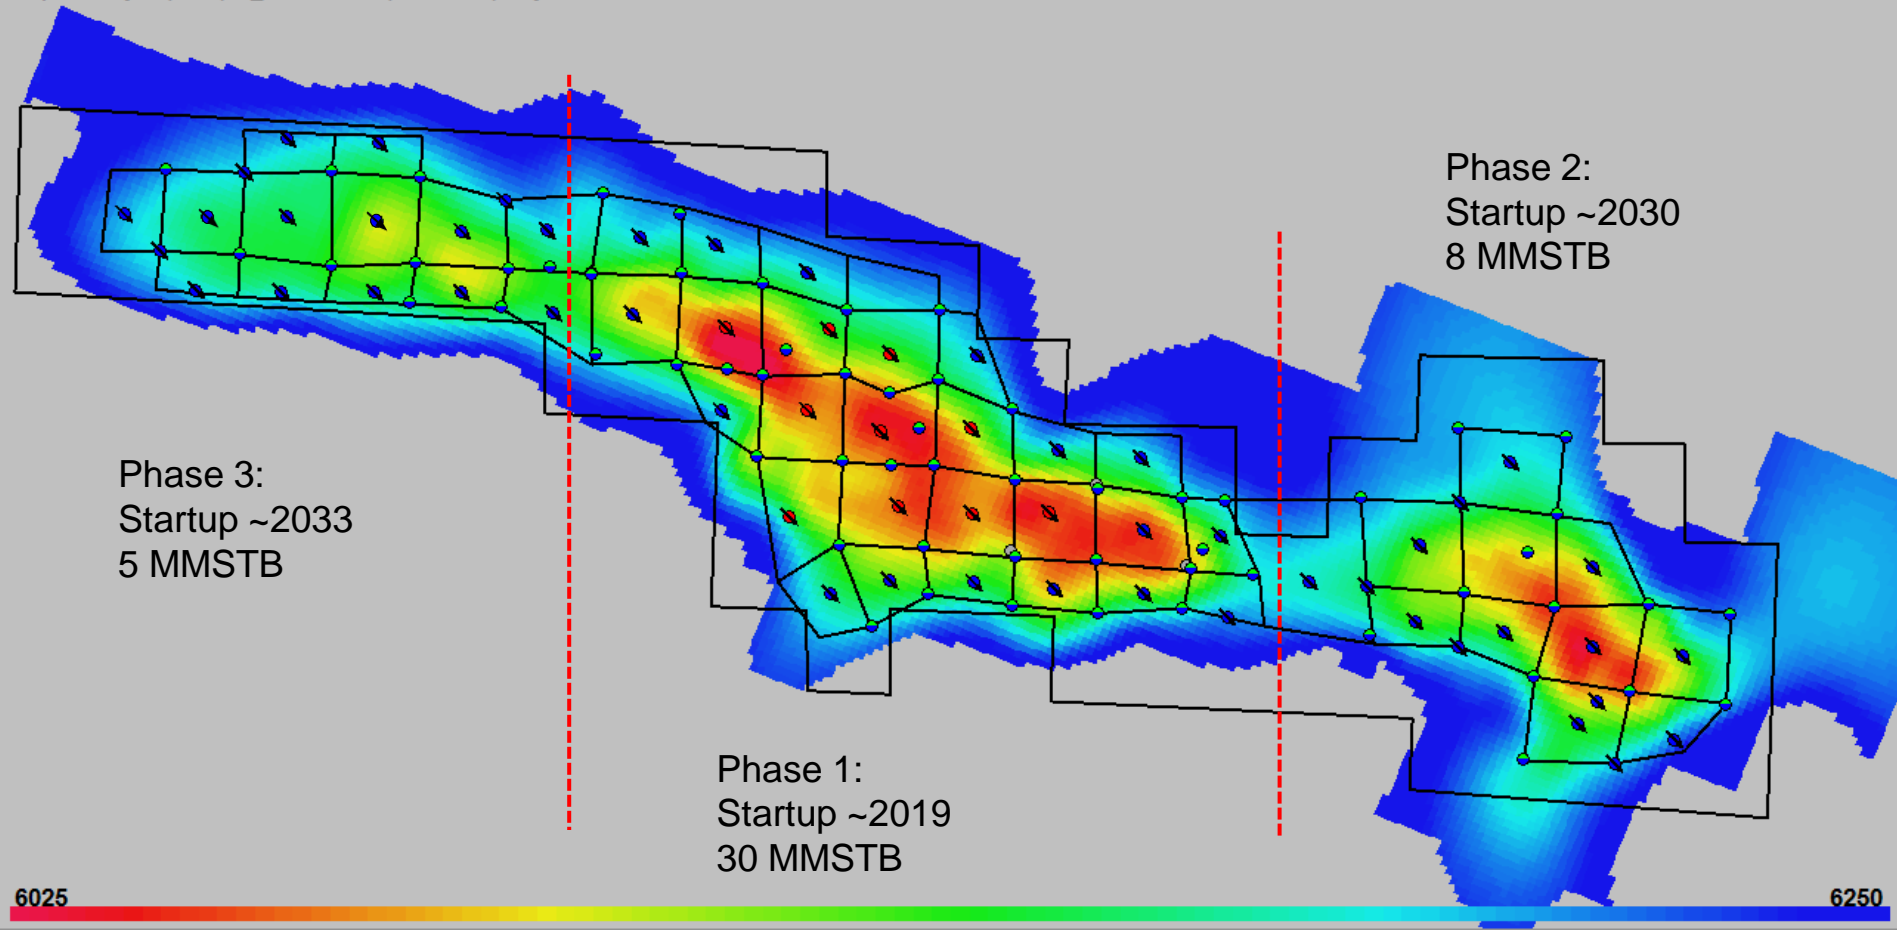 Phase 2:
Startup ~2030
8 MMSTB
Phase 3:
Startup ~2033
5 MMSTB
Phase 1:
Startup ~2019
30 MMSTB
6025
6250